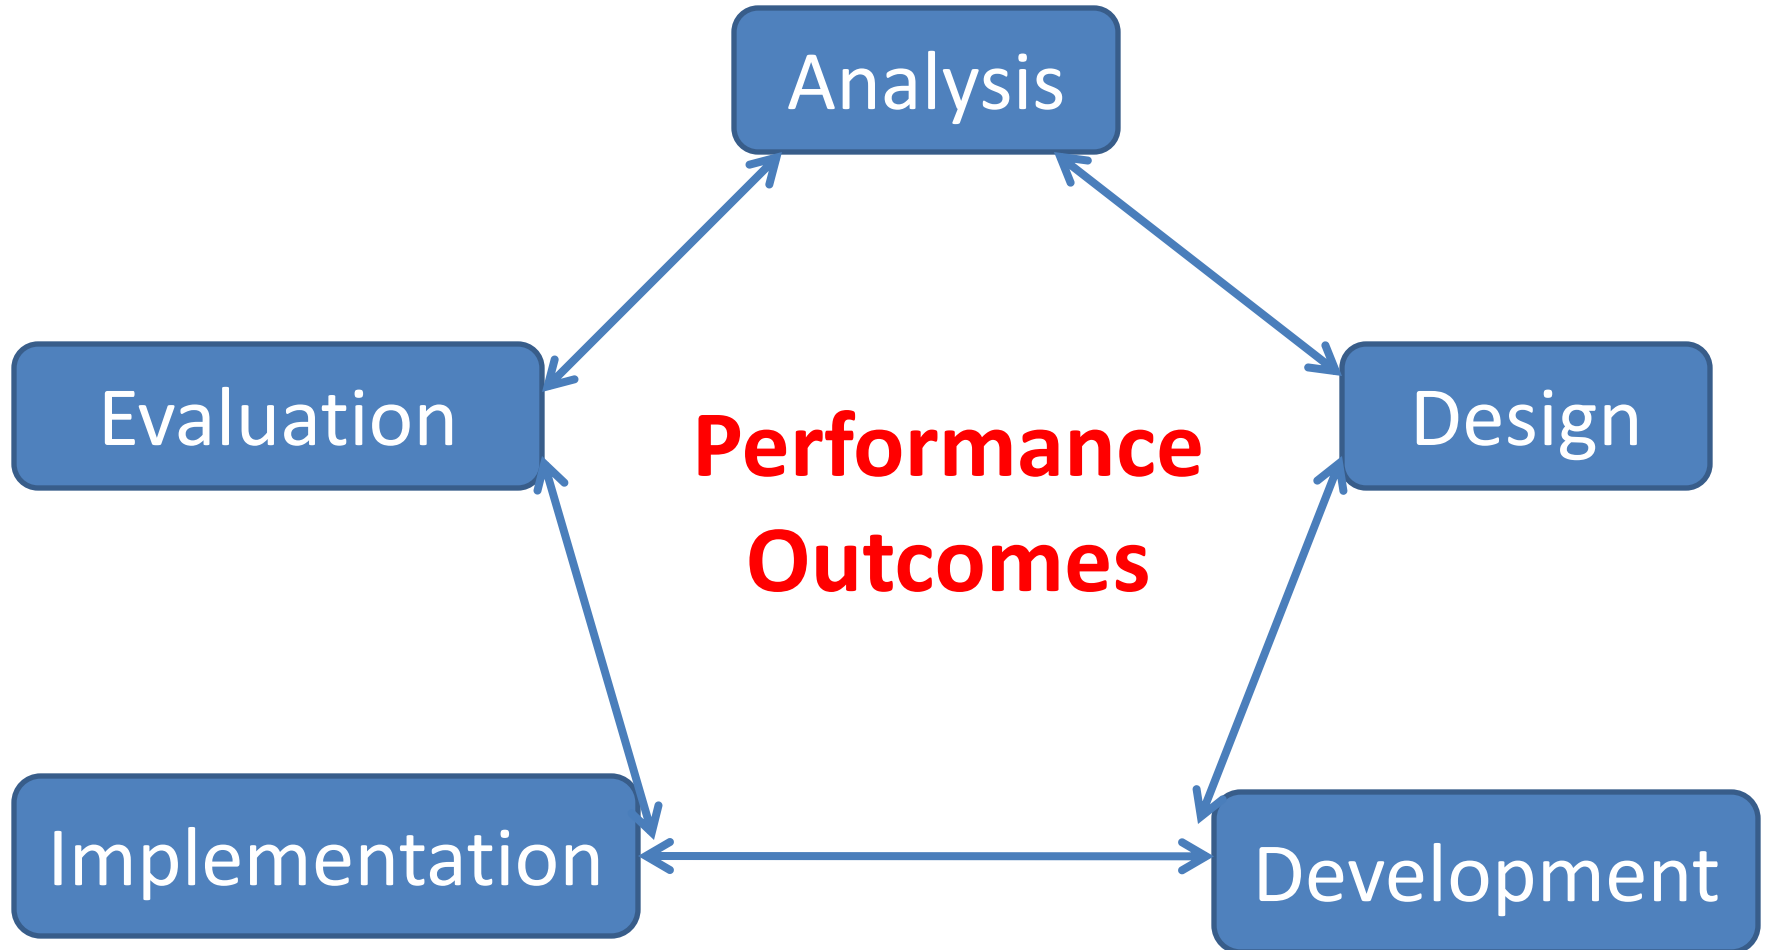 Analysis
Evaluation
Design
Performance
Outcomes
Implementation
Development